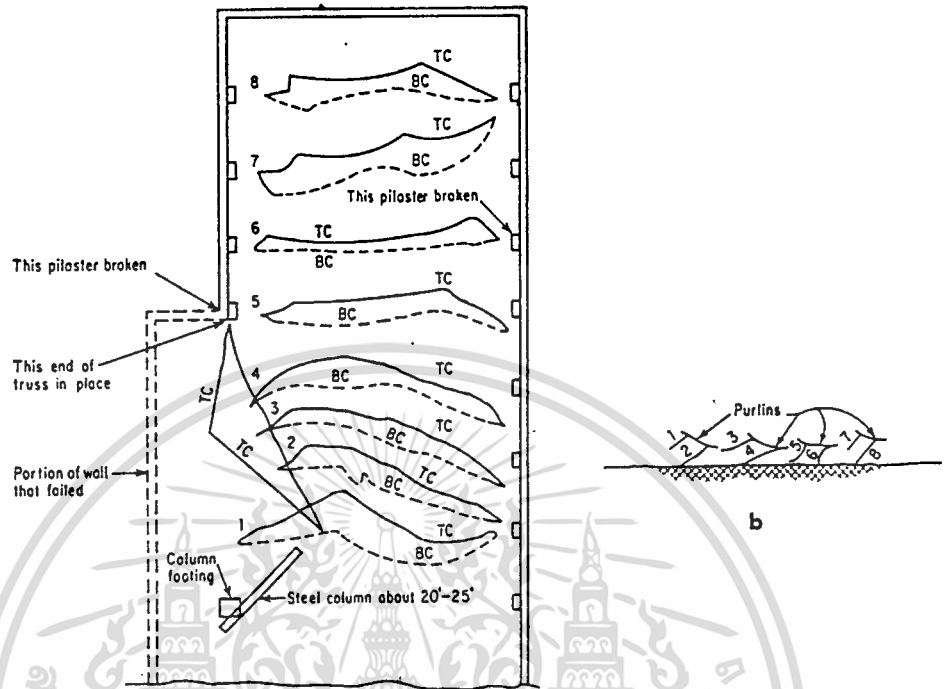 TC
8
BC
TC
7
BC
This pilaster broken
6
TC
BC
TC
This pilaster broken
5
BC
TC
This end of
truss in place
4
TC
BC
TC
3
BC
TC
TC
2
BC
TC
Portion of wall
that failed
1
TC
BC
Column
footing
Steel column about 20'-25'
Purlins
1
2
3
4
5
6
7
8
b